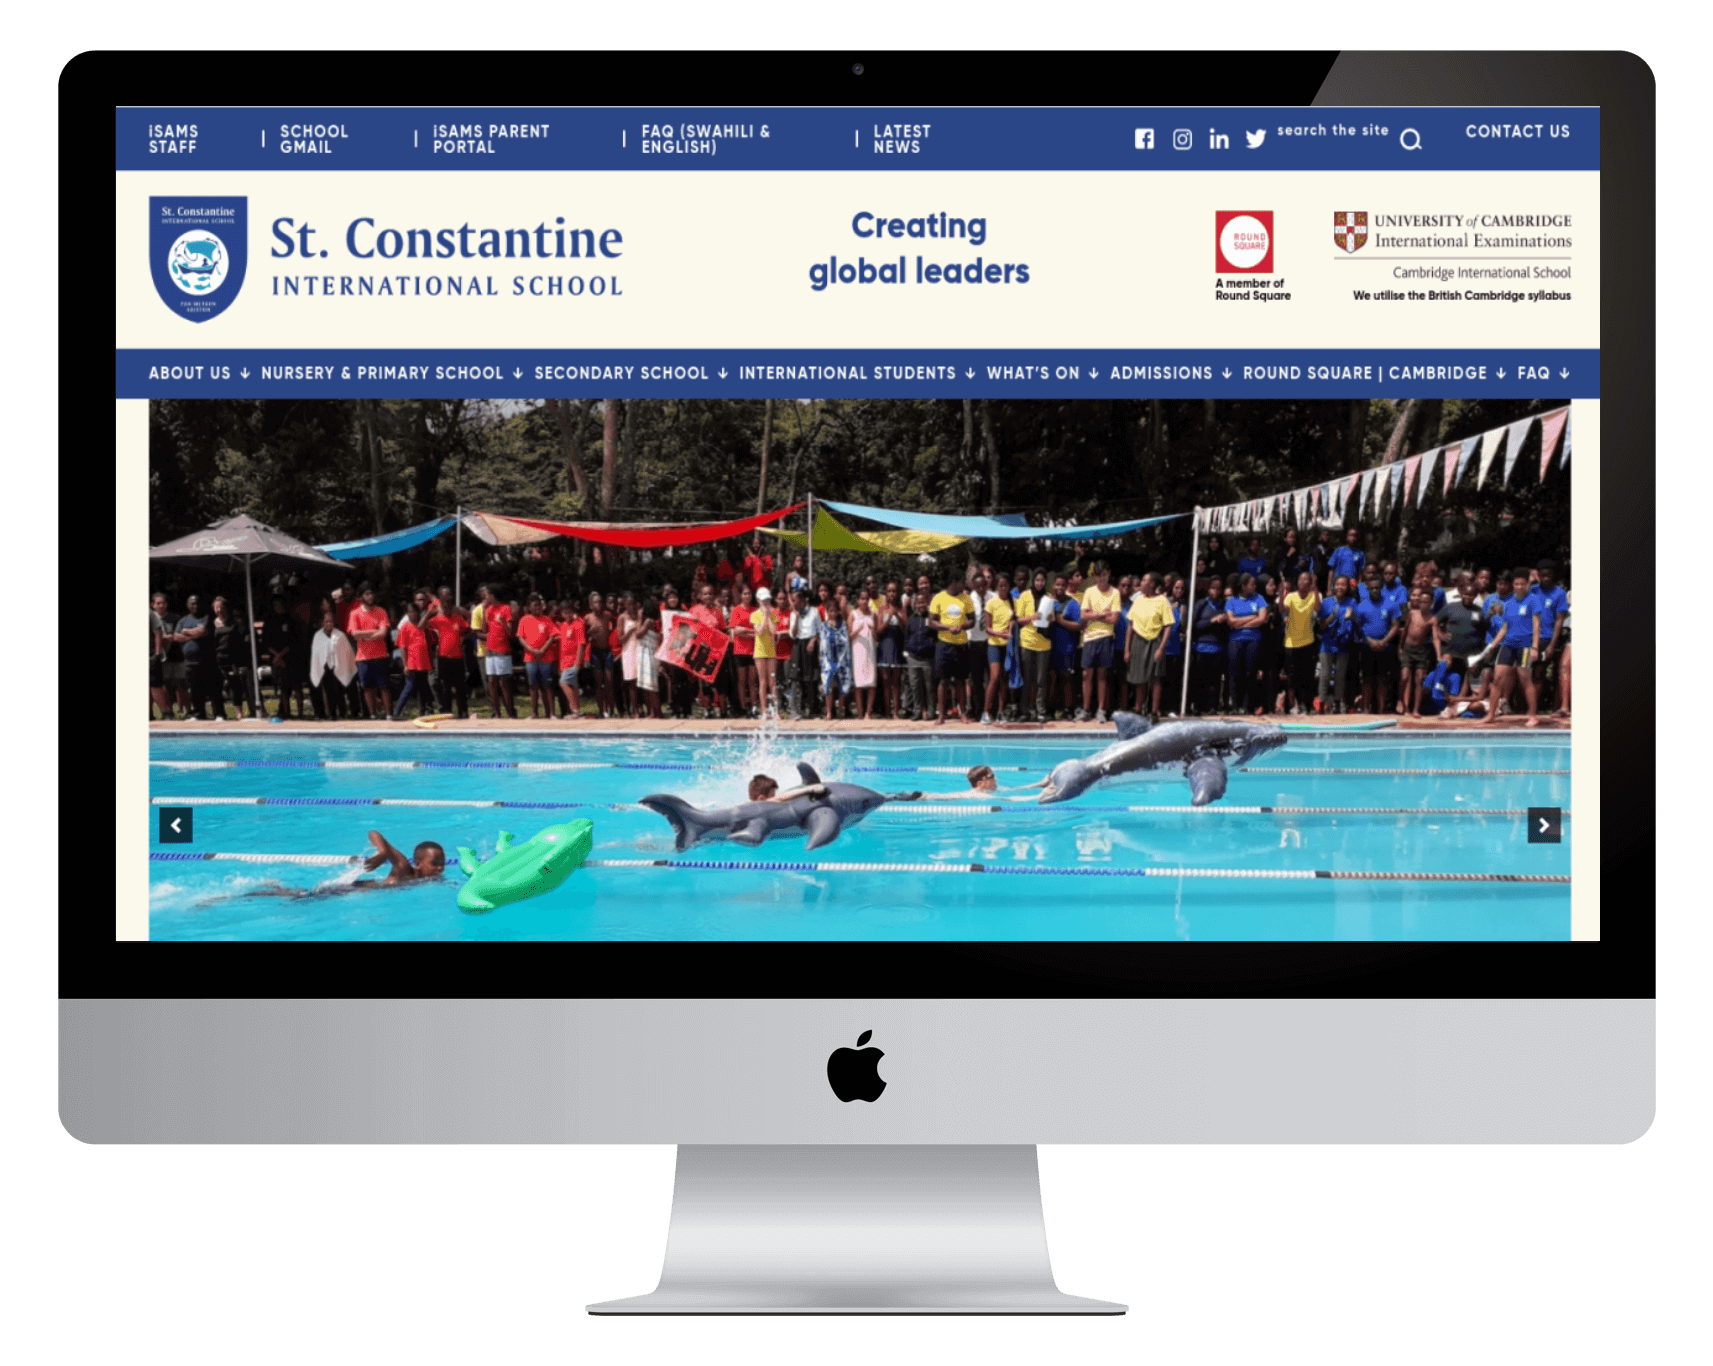 iSAMS
STAFF
|
SCHOOL
GMAIL
|
iSAMS PARENT
PORTAL
|
FAQ (SWAHILI &
ENGLISH)
|
LATEST
NEWS
search the site
CONTACT US
St. Constantine
INTERNATIONAL SCHOOL
St. Constantine
INTERNATIONAL SCHOOL
Creating
global leaders
ROUND
SQUARE
A member of
Round Square
UNIVERSITY of CAMBRIDGE
International Examinations
Cambridge International School
We utilise the British Cambridge syllabus
ABOUT US ↓ NURSERY & PRIMARY SCHOOL ↓ SECONDARY SCHOOL ↓ INTERNATIONAL STUDENTS ↓ WHAT'S ON ↓ ADMISSIONS ↓ ROUND SQUARE | CAMBRIDGE ↓ FAQ ↓